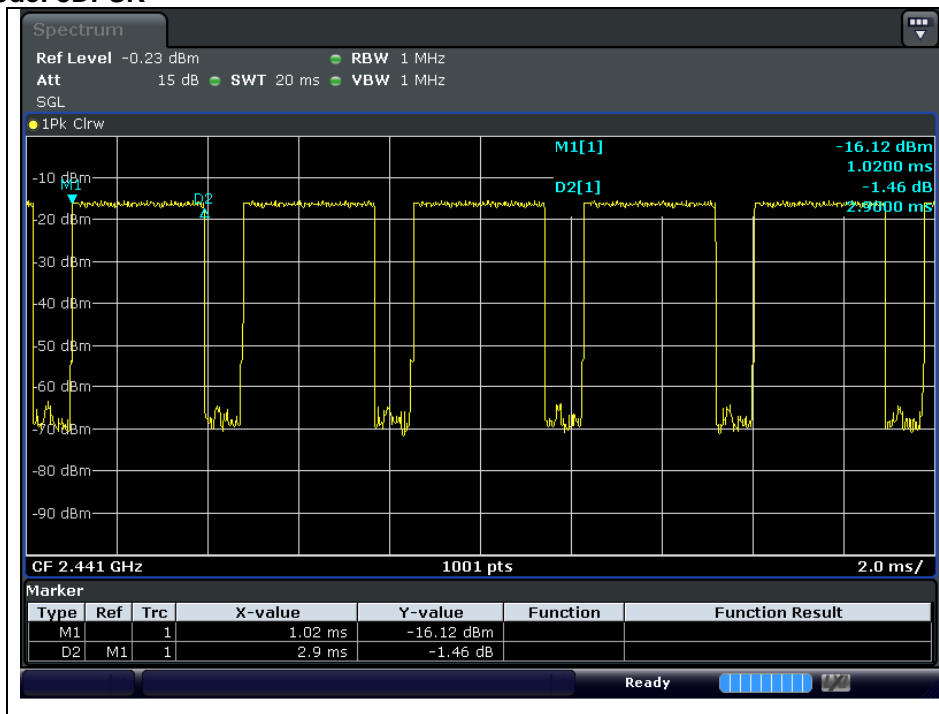 Spectrum
Ref Level -0.23 dBm RBW 1 MHz
Att 15 dB SWT 20 ms VBW 1 MHz
SGL
1Pk Clrw
M1[1] -16.12 dBm
1.0200 ms
D2[1] -1.46 dB
2.9000 ms
-10 dBm
M1
D2
-20 dBm
-30 dBm
-40 dBm
-50 dBm
-60 dBm
-70 dBm
-80 dBm
-90 dBm
CF 2.441 GHz 1001 pts 2.0 ms/
Marker
Type Ref Trc X-value Y-value Function Function Result
M1 1 1.02 ms -16.12 dBm
D2 M1 1 2.9 ms -1.46 dB
Ready